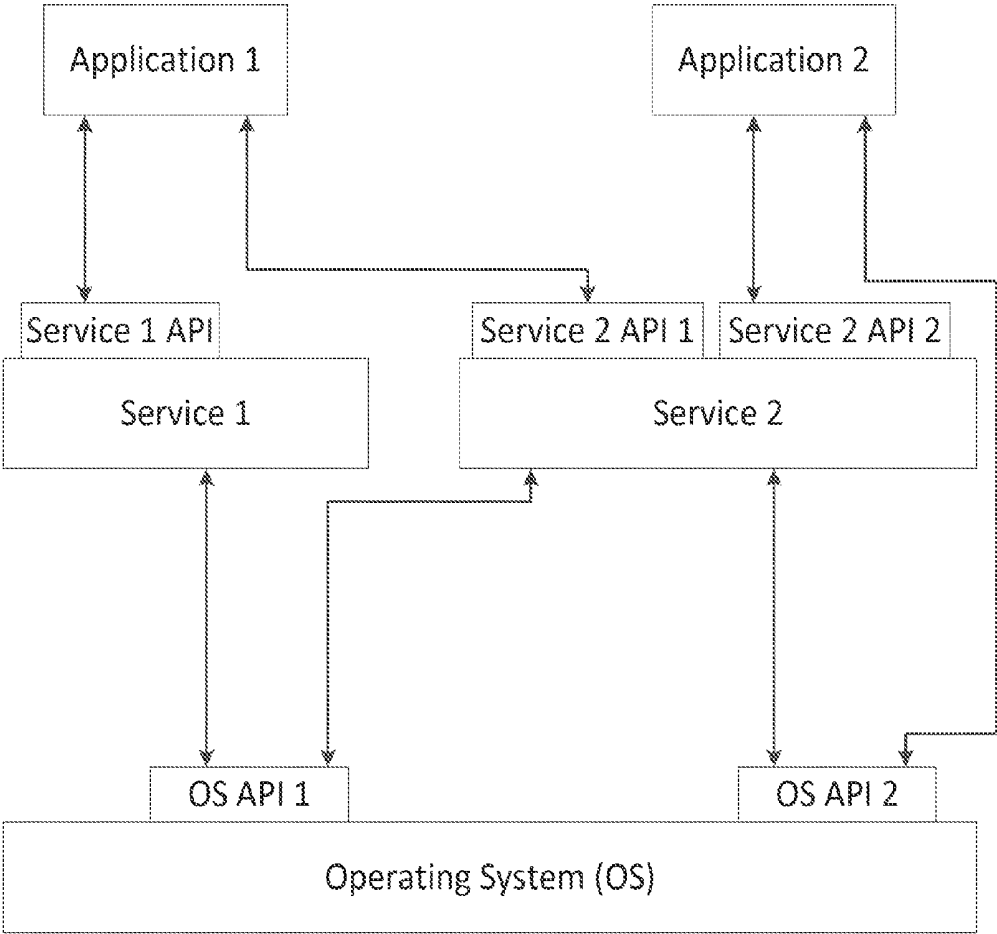 Application 1
Application 2
Service 1 API
Service 2 API 1
Service 2 API 2
Service 1
Service 2
OS API 1
OS API 2
Operating System (OS)